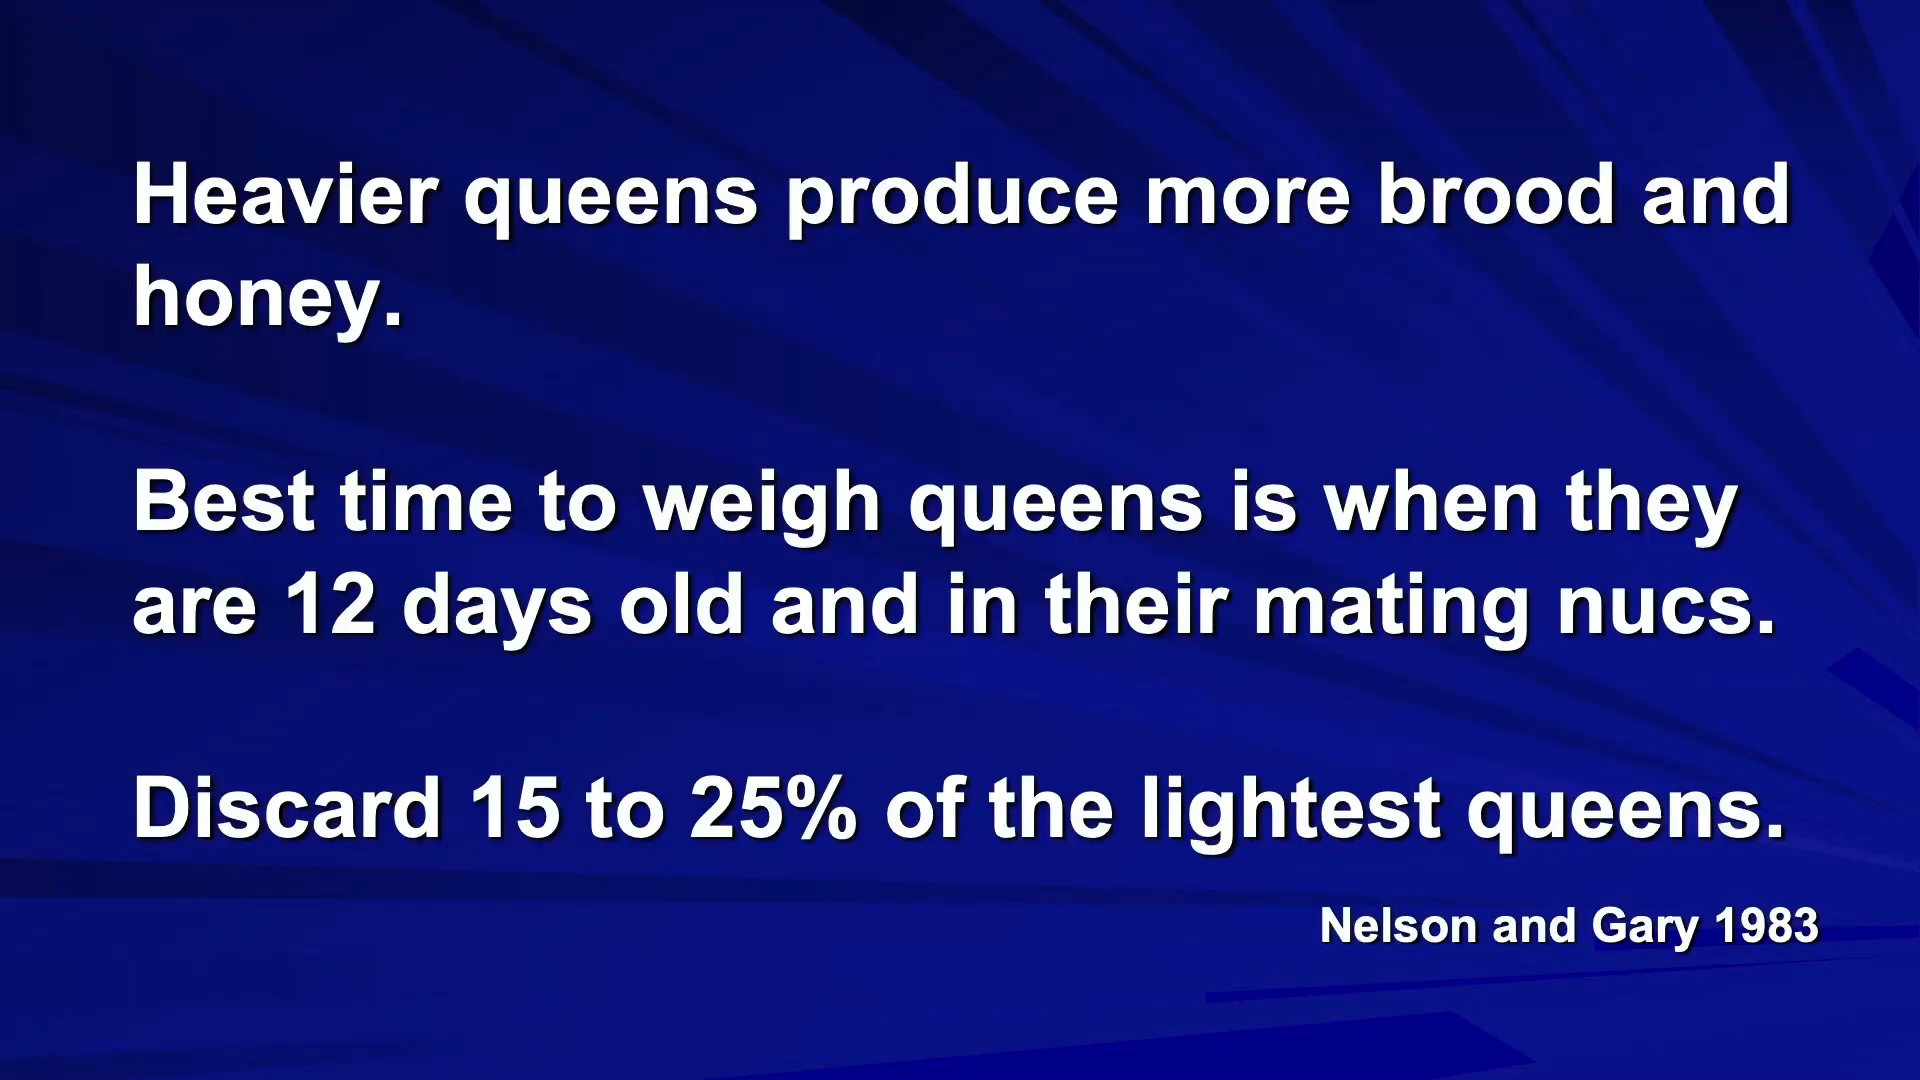 Heavier queens produce more brood and
honey.
Best time to weigh queens is when they
are 12 days old and in their mating nucs.
Discard 15 to 25% of the lightest queens.
Nelson and Gary 1983